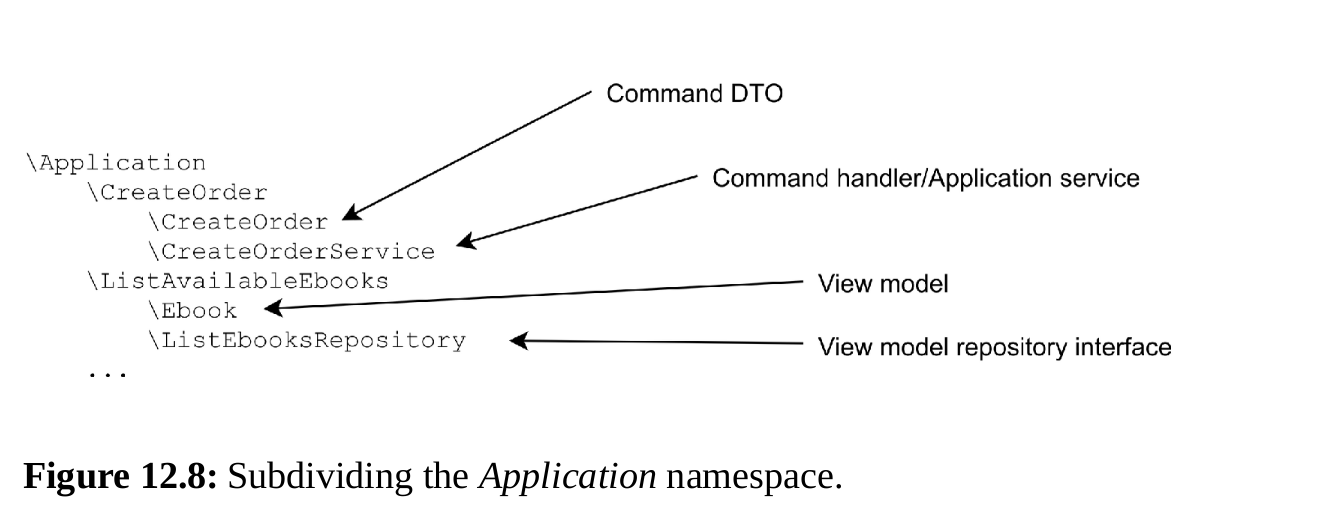 Command DTO
\Application
Command handler/Application service
\CreateOrder
\CreateOrder
\CreateOrderService
\ListAvailableEbooks
View model
\Ebook
\ListEbooksRepository
View model repository interface
...
Figure 12.8: Subdividing the Application namespace.